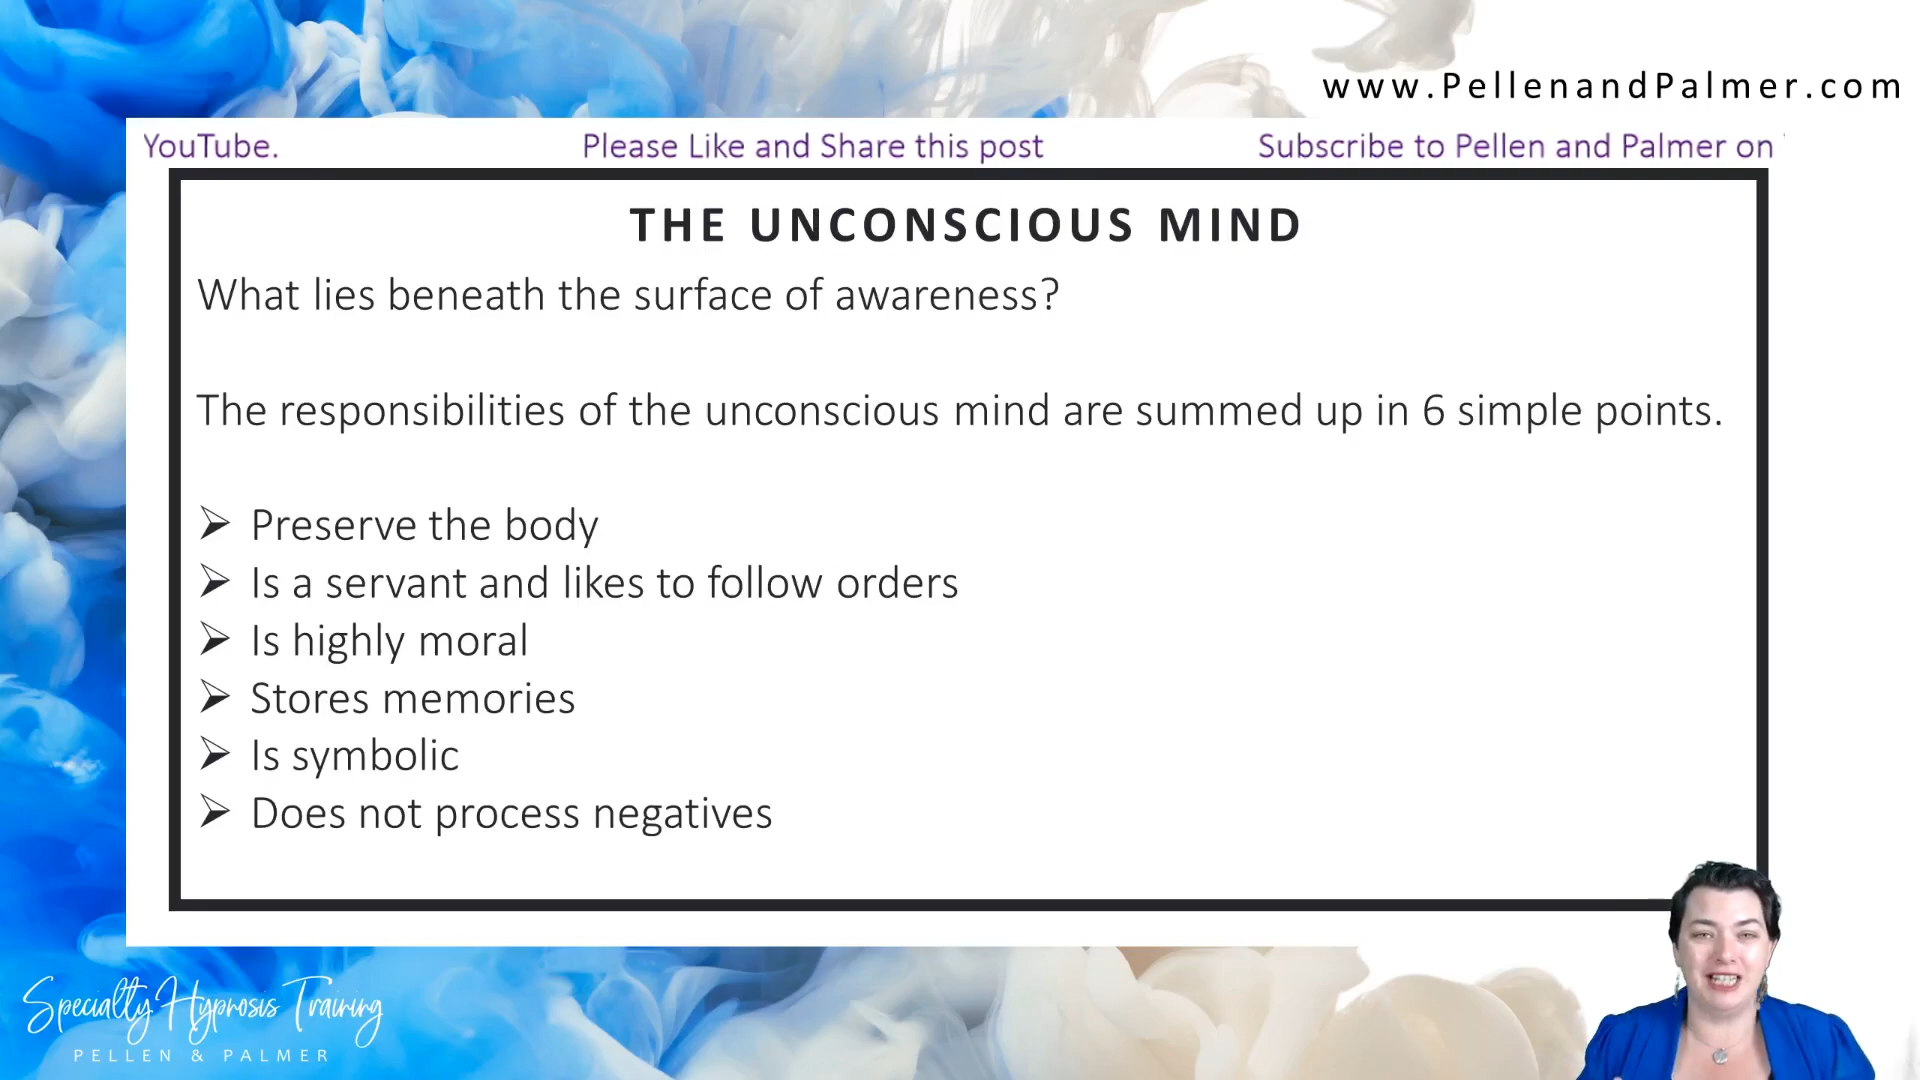 www.PellenandPalmer.com
YouTube. Please Like and Share this post Subscribe to Pellen and Palmer on
THE UNCONSCIOUS MIND
What lies beneath the surface of awareness?
The responsibilities of the unconscious mind are summed up in 6 simple points.
➢ Preserve the body
➢ Is a servant and likes to follow orders
➢ Is highly moral
➢ Stores memories
➢ Is symbolic
➢ Does not process negatives
Specialty Hypnosis Training
PELLEN & PALMER